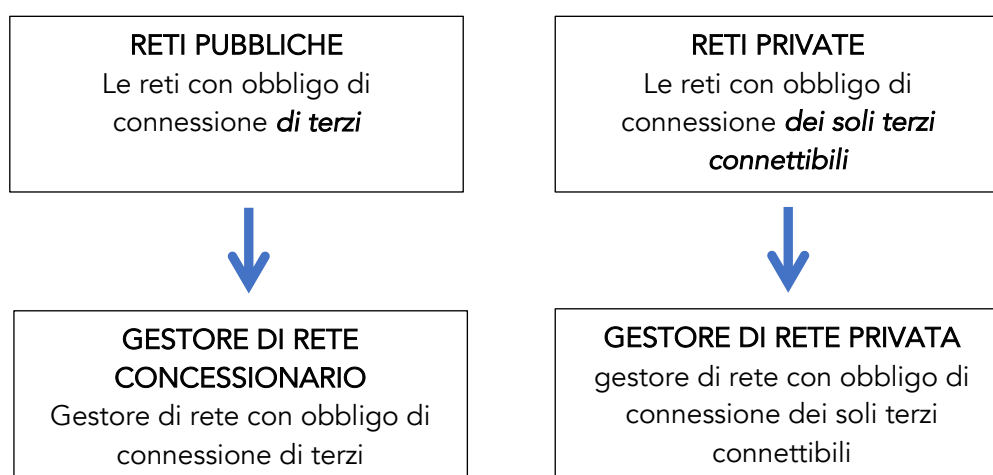 RETI PUBBLICHE
Le reti con obbligo di
connessione di terzi
RETI PRIVATE
Le reti con obbligo di
connessione dei soli terzi
connettibili
GESTORE DI RETE
CONCESSIONARIO
Gestore di rete con obbligo di
connessione di terzi
GESTORE DI RETE PRIVATA
gestore di rete con obbligo di
connessione dei soli terzi
connettibili